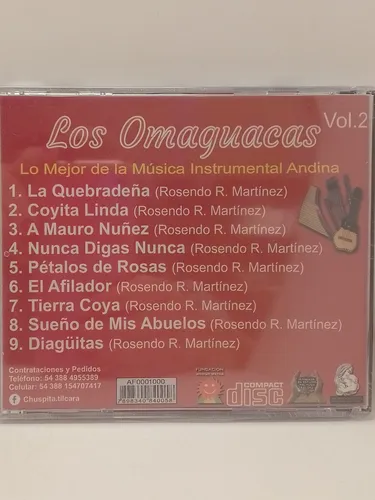 Los Omaguacas Vol.2
Lo Mejor de la Música Instrumental Andina
1. La Quebradeña (Rosendo R. Martínez)
2. Coyita Linda (Rosendo R. Martínez)
3. A Mauro Nuñez (Rosendo R. Martínez)
4. Nunca Digas Nunca (Rosendo R. Martínez)
5. Pétalos de Rosas (Rosendo R. Martínez)
6. El Afilador (Rosendo R. Martínez)
7. Tierra Coya (Rosendo R. Martínez)
8. Sueño de Mis Abuelos (Rosendo R. Martínez)
9. Diagüitas (Rosendo R. Martínez)
Contrataciones y Pedidos
Teléfono: 54 388 4955389
Celular: 54 388 154707417
Chuspita.tilcara
AF0001000
COMPACT
disc